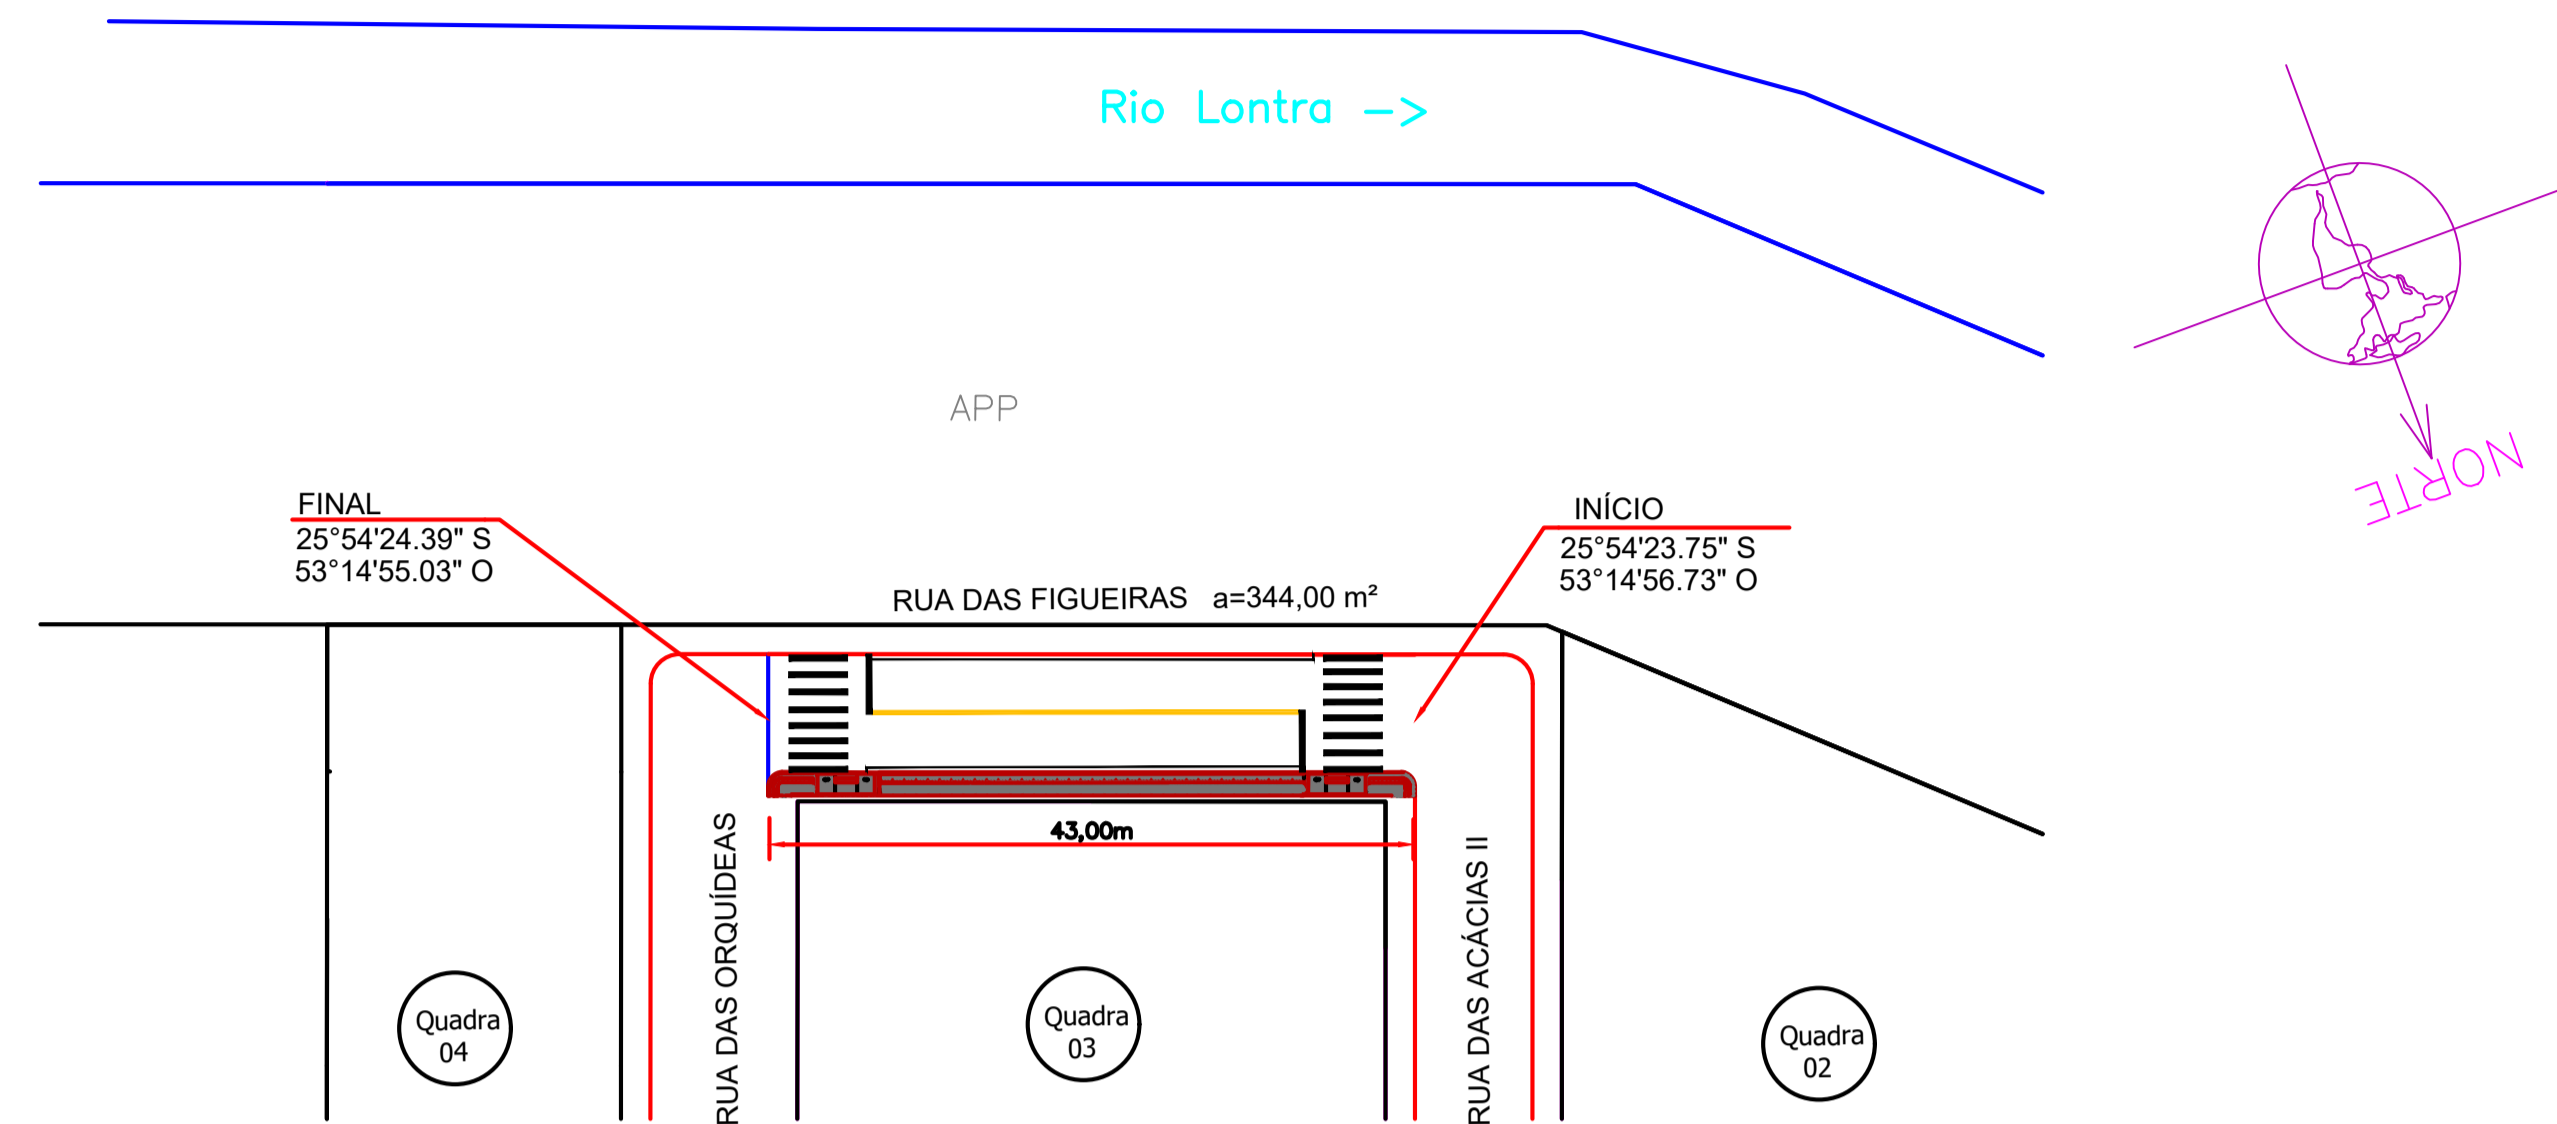 Rio Lontra ->
NORTE
APP
FINAL
25°54'24.39" S
53°14'55.03" O
INÍCIO
25°54'23.75" S
53°14'56.73" O
RUA DAS FIGUEIRAS a=344,00 m²
43,00m
RUA DAS ORQUÍDEAS
RUA DAS ACÁCIAS II
Quadra
04
Quadra
03
Quadra
02